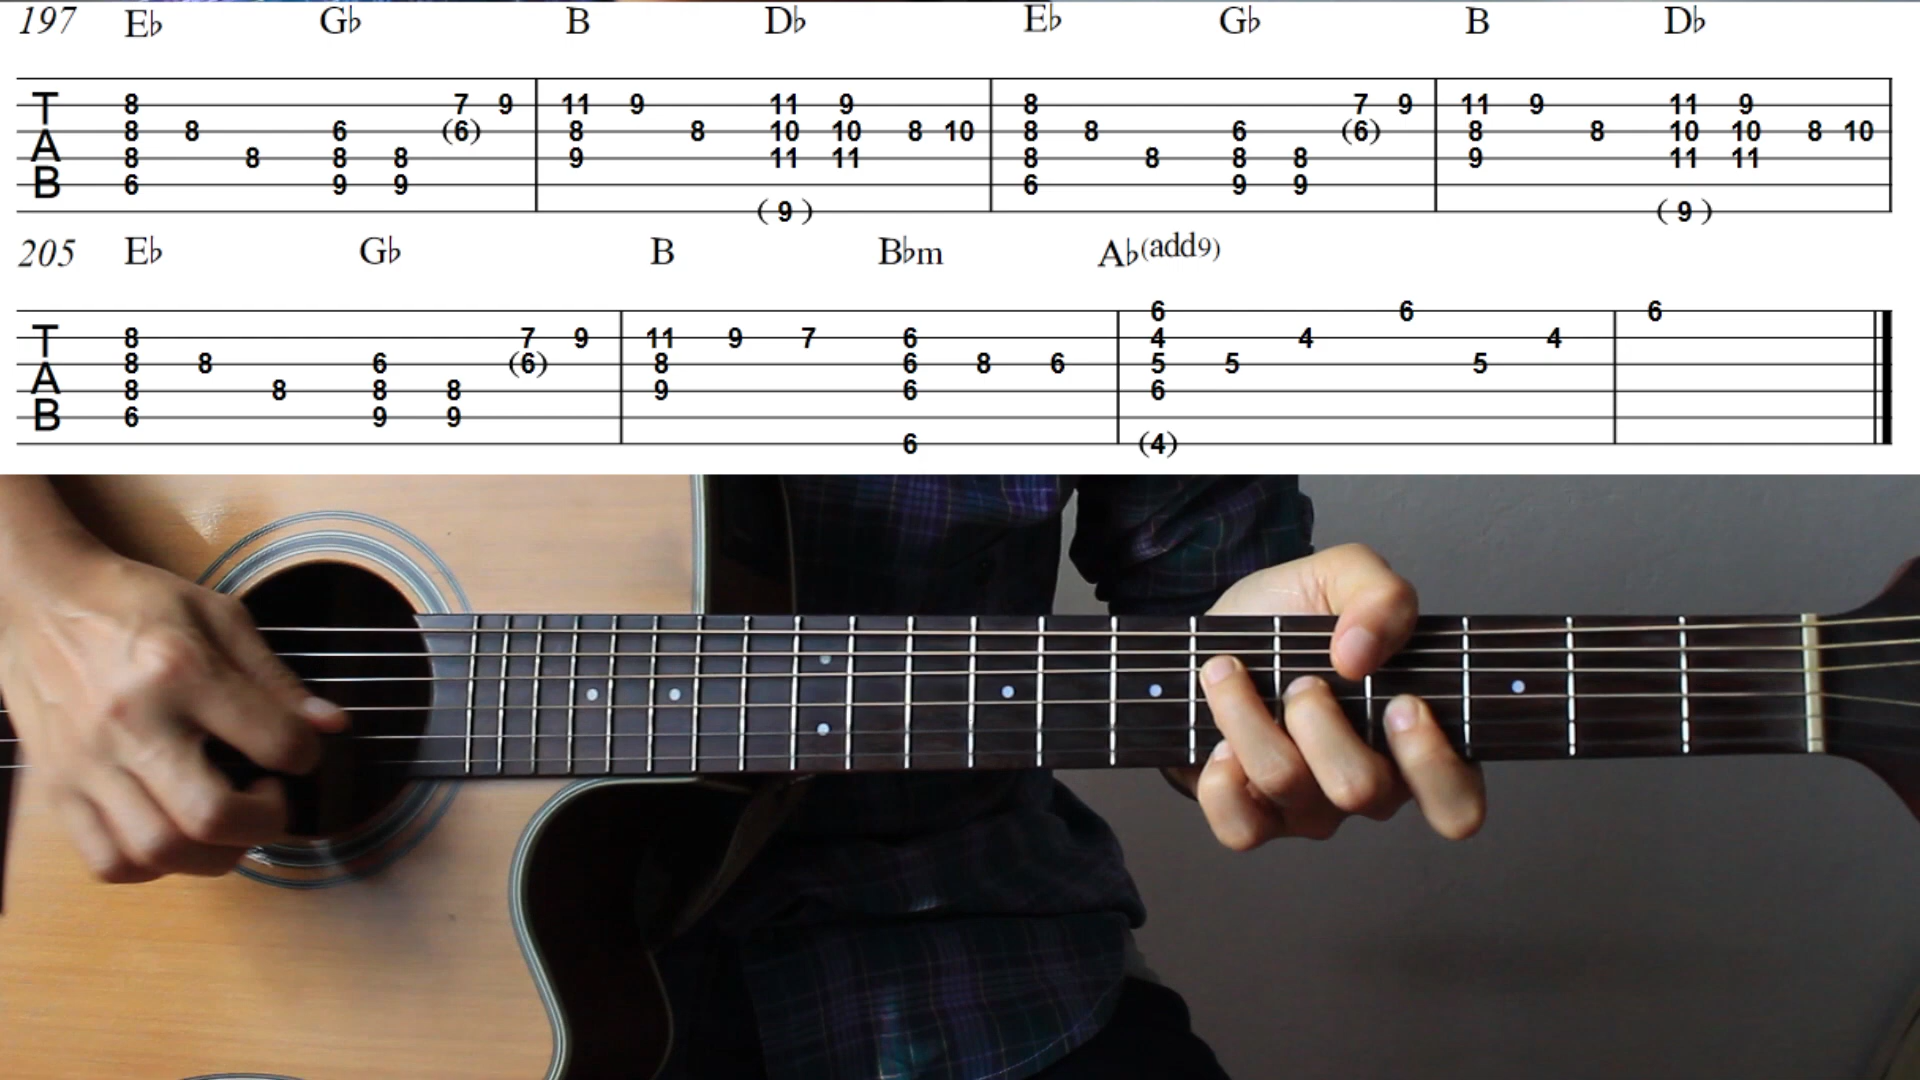 197 E♭ G♭ B D♭ E♭ G♭ B D♭
8 7 9 11 9 11 9 8 7 9 11 9 11 9
T
8 8 6 (6) 8 8 10 10 8 10 8 8 6 (6) 8 8 10 10 8 10
A
8 8 8 8 9 11 11 8 8 8 8 9 11 11
B
6 9 9 6 9 9
(9) (9)
205 E♭ G♭ B B♭m A♭(add9)
6 6 6
8 7 9 11 9 7 6 4 4 4
T
8 8 6 (6) 8 6 8 6 5 5 5
A
8 8 8 8 9 6 6
B
6 9 9
6 (4)